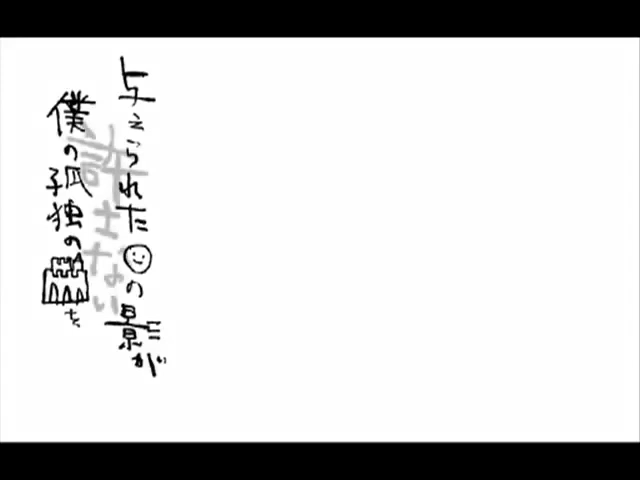 与えられたの影が
僕の孤独のを
許さない